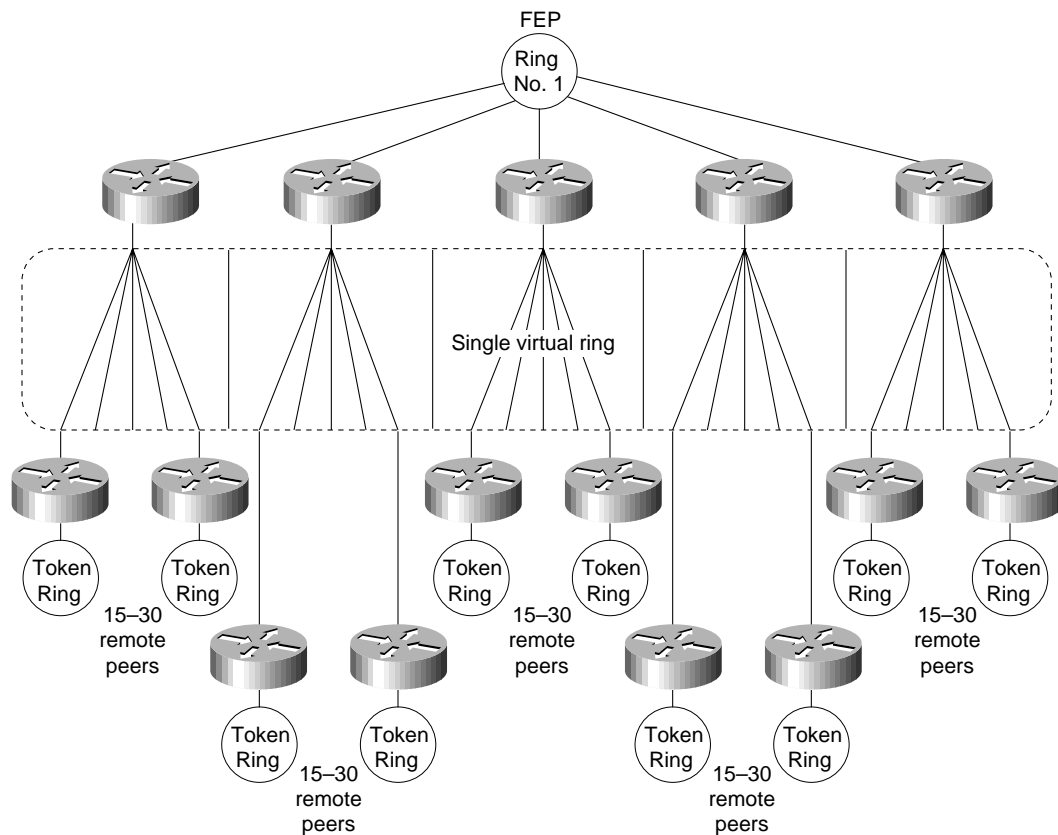 FEP
Ring
No. 1
Single virtual ring
Token
Ring
Token
Ring
Token
Ring
Token
Ring
Token
Ring
Token
Ring
15–30
remote
peers
15–30
remote
peers
15–30
remote
peers
Token
Ring
Token
Ring
Token
Ring
Token
Ring
15–30
remote
peers
15–30
remote
peers